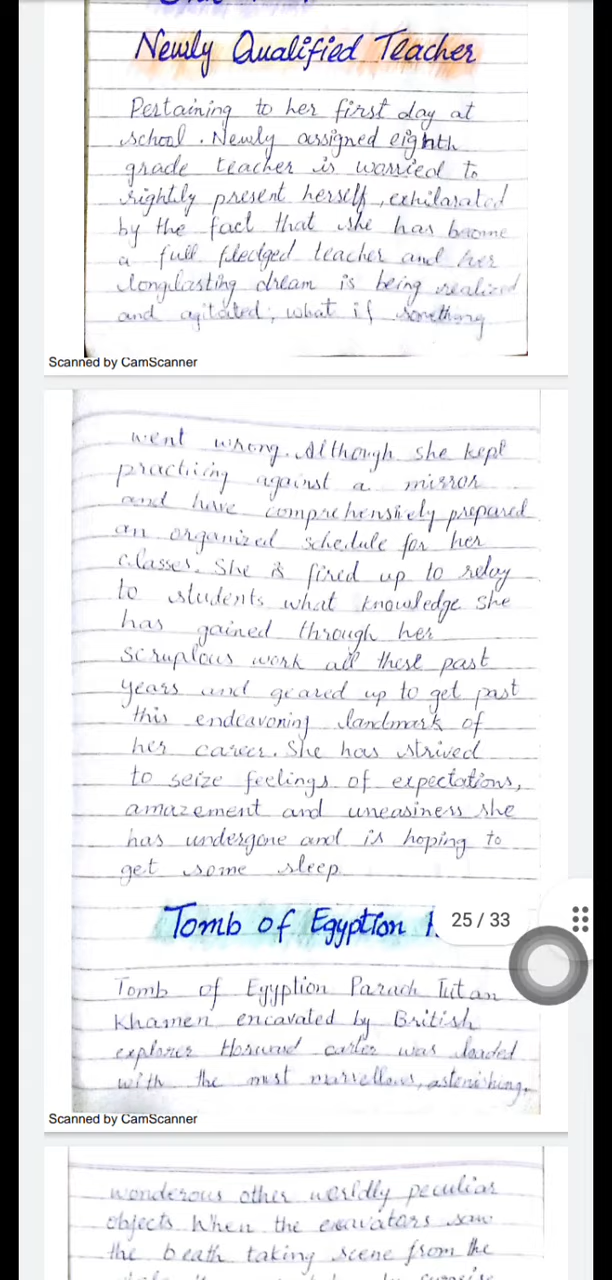 Newly Qualified Teacher
Pertaining to her first day at
school. Newly assigned eighth
grade teacher is worried to
rightly present herself, exhilarated
by the fact that she has become
a full fledged teacher and her
longlasting dream is being realized
and agitated; what if something
Scanned by CamScanner
went wrong. Although she kept
practicing against a mirror
and have comprehensively prepared
an organized schedule for her
classes. She is fired up to relay
to students what knowledge she
has gained through her
scruplous work all these past
years and geared up to get past
this endeavoning landmark of
her career. She has strived
to seize feelings of expectations,
amazement and uneasiness she
has undergone and is hoping to
get some sleep.
Tomb of Egyption
25 / 33
Tomb of Egyption Parach Tutan
Khamen encavated by British
explorer Howard carter was loaded
with the most marvellous, astonishing,
Scanned by CamScanner
wonderous other worldly peculiar
objects. When the excavators saw
the beath taking scene from the